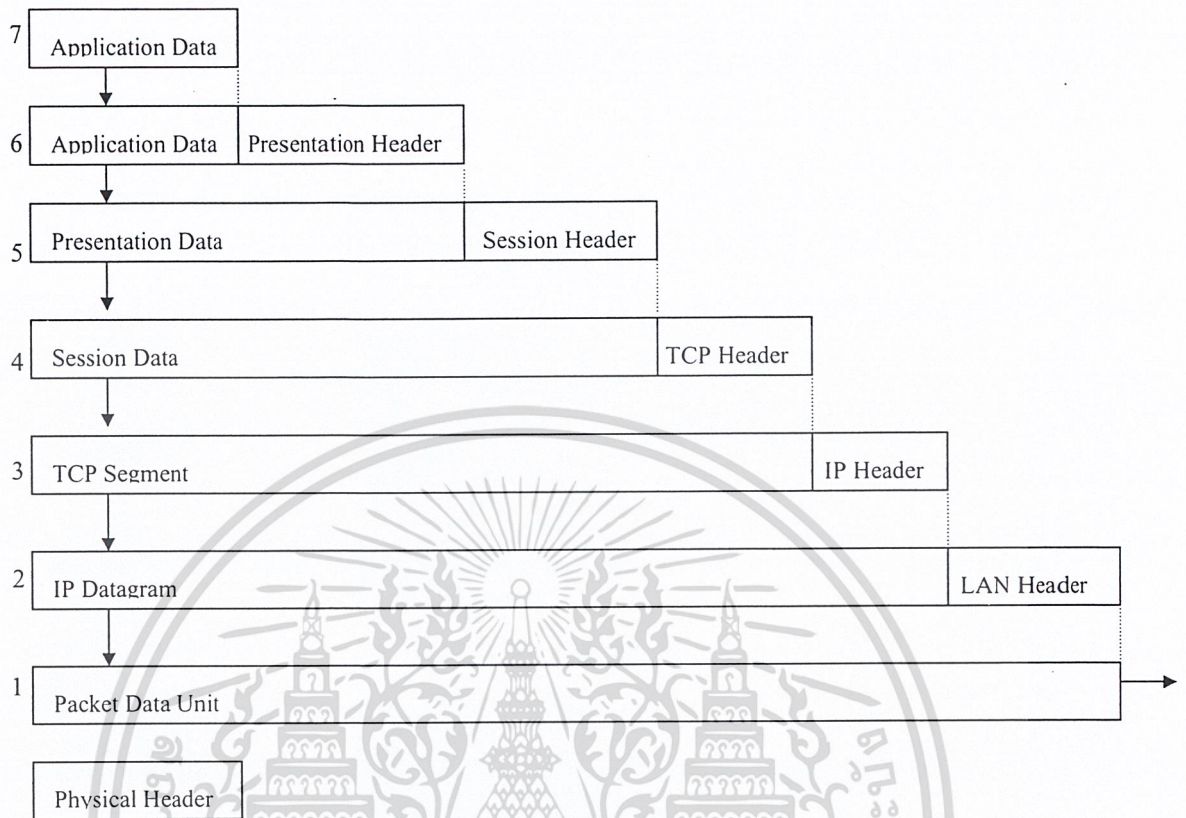 7 Application Data
6 Application Data Presentation Header
5 Presentation Data Session Header
4 Session Data TCP Header
3 TCP Segment IP Header
2 IP Datagram LAN Header
1 Packet Data Unit
Physical Header